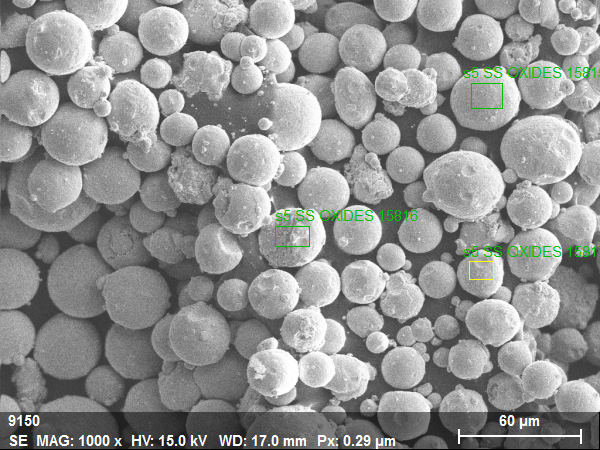 s5 SS OXIDES 1581
s5 SS OXIDES 15816
s5 SS OXIDES 1581
9150
60 µm
SE MAG: 1000 x HV: 15.0 kV WD: 17.0 mm Px: 0.29 µm